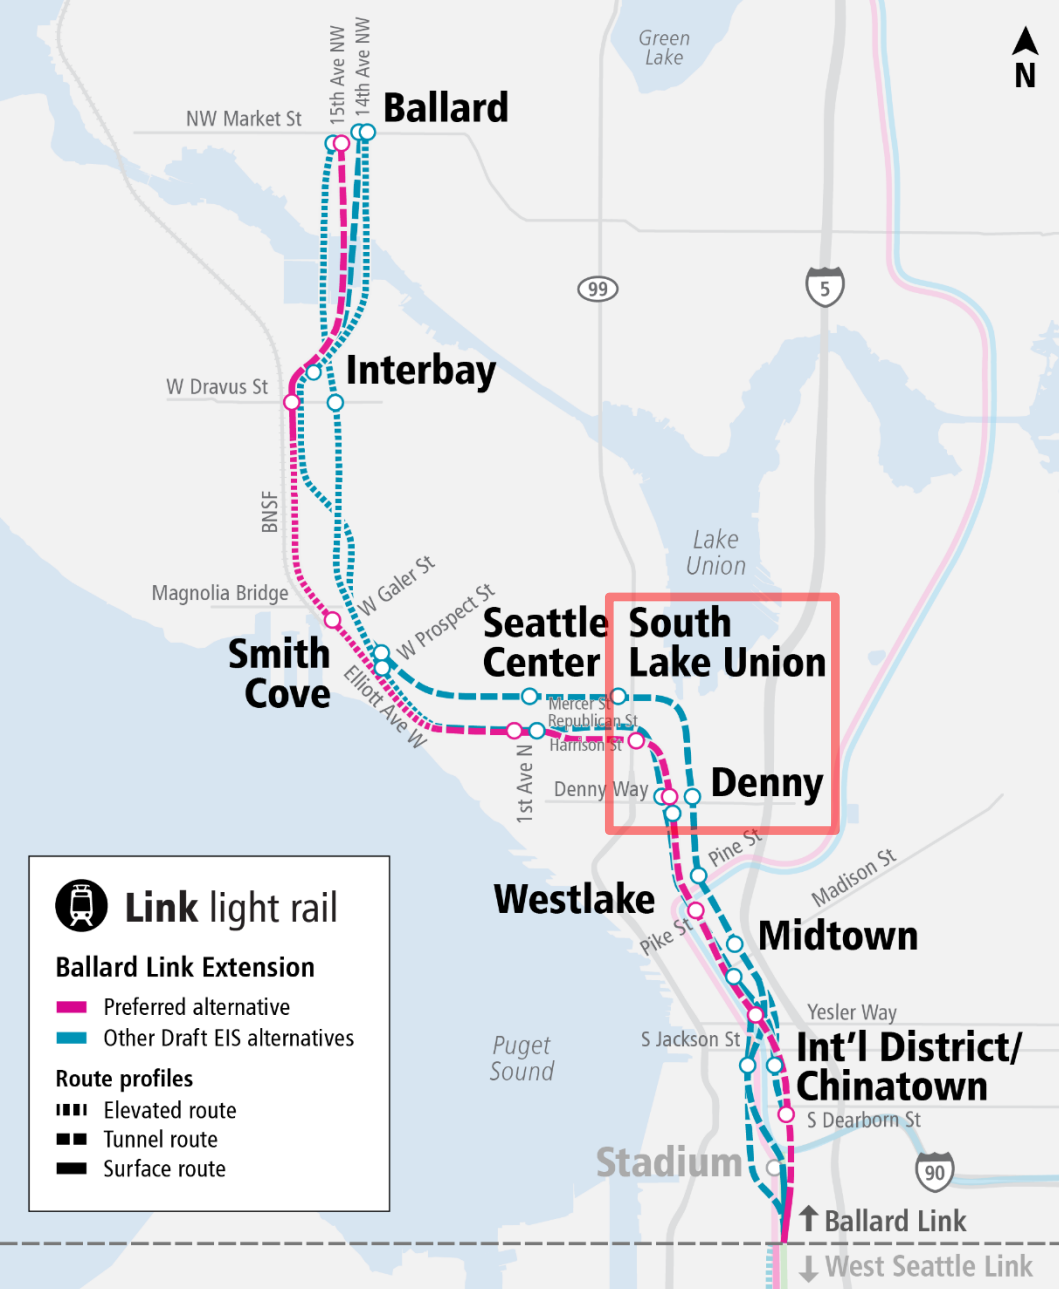 15th Ave NW
14th Ave NW
Green
Lake
N
NW Market St
Ballard
99
5
Interbay
W Dravus St
BNSF
Lake
Union
Magnolia Bridge
W Galer St
W Prospect St
Seattle
Center
South
Lake Union
Smith
Cove
Elliott Ave W
Mercer St
Republican St
Harrison St
1st Ave N
Denny Way
Denny
Pine St
Madison St
Westlake
Pike St
Midtown
Link light rail
Ballard Link Extension
Preferred alternative
Other Draft EIS alternatives
Route profiles
Elevated route
Tunnel route
Surface route
Puget
Sound
Yesler Way
S Jackson St
Int'l District/
Chinatown
S Dearborn St
Stadium
90
Ballard Link
West Seattle Link